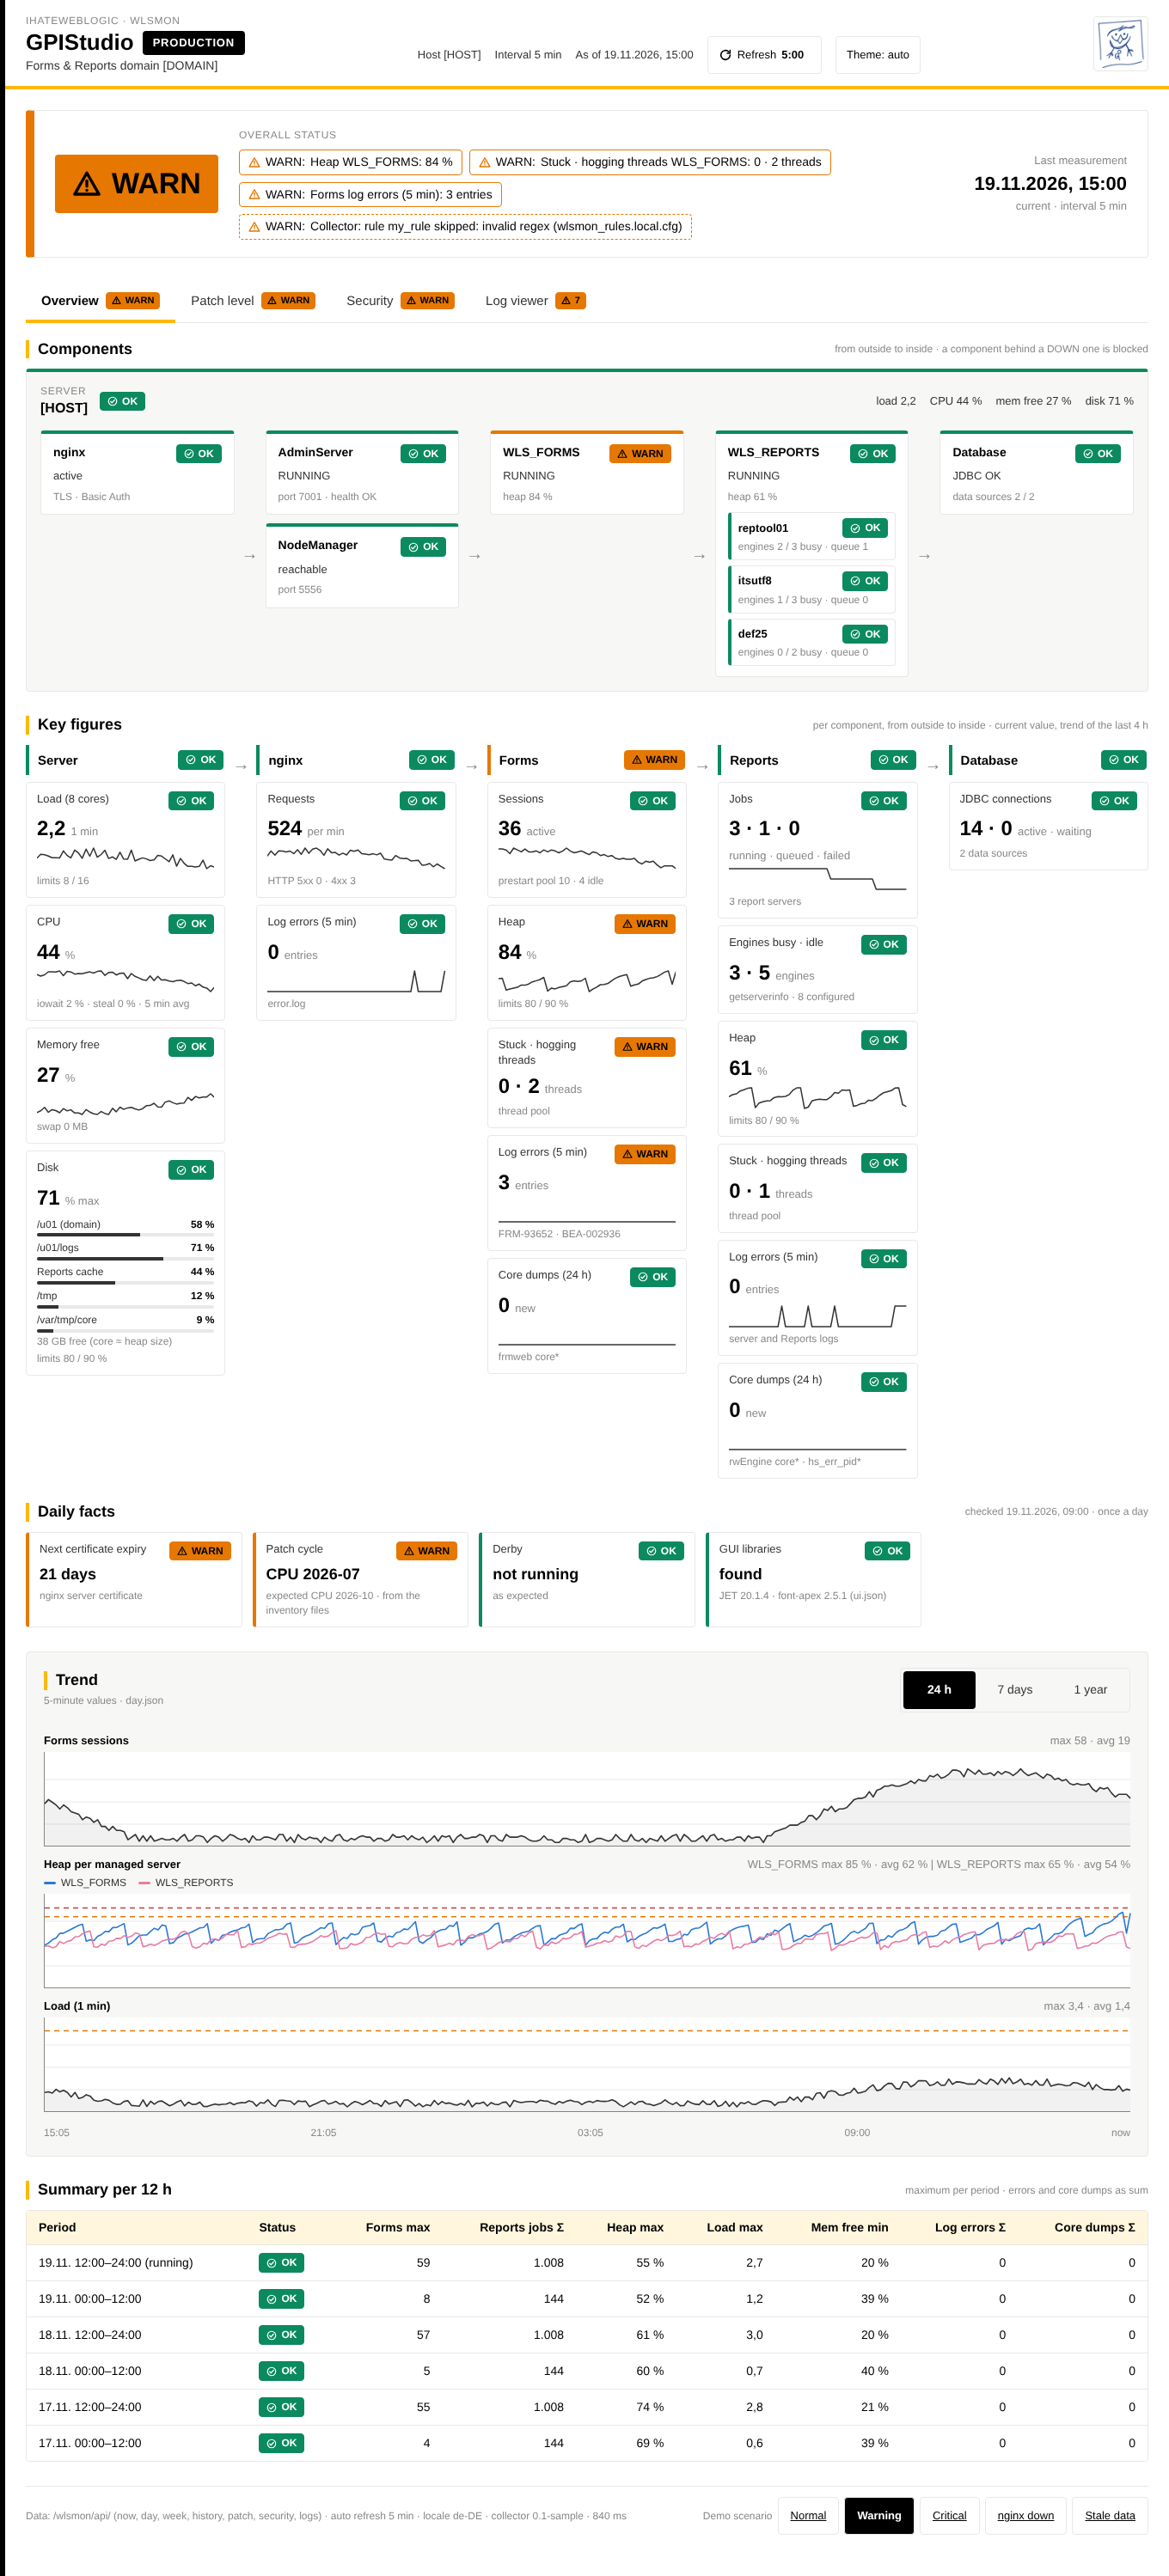 IHATEWEBLOGIC · WLSMON
GPIStudio PRODUCTION
Forms & Reports domain [DOMAIN]
Host [HOST] Interval 5 min As of 19.11.2026, 15:00 Refresh 5:00 Theme: auto
WARN
OVERALL STATUS
WARN: Heap WLS_FORMS: 84 % WARN: Stuck · hogging threads WLS_FORMS: 0 · 2 threads
WARN: Forms log errors (5 min): 3 entries
WARN: Collector: rule my_rule skipped: invalid regex (wlsmon_rules.local.cfg)
Last measurement
19.11.2026, 15:00
current · interval 5 min
Overview WARN Patch level WARN Security WARN Log viewer 7
Components from outside to inside · a component behind a DOWN one is blocked
SERVER
[HOST] OK load 2,2 CPU 44 % mem free 27 % disk 71 %
nginx OK
active
TLS · Basic Auth
AdminServer OK
RUNNING
port 7001 · health OK
NodeManager OK
reachable
port 5556
WLS_FORMS WARN
RUNNING
heap 84 %
WLS_REPORTS OK
RUNNING
heap 61 %
reptool01 OK
engines 2 / 3 busy · queue 1
itsutf8 OK
engines 1 / 3 busy · queue 0
def25 OK
engines 0 / 2 busy · queue 0
Database OK
JDBC OK
data sources 2 / 2
→ → → →
Key figures per component, from outside to inside · current value, trend of the last 4 h
Server OK → nginx OK → Forms WARN → Reports OK → Database OK
Load (8 cores) OK
2,2 1 min
limits 8 / 16
CPU OK
44 %
iowait 2 % · steal 0 % · 5 min avg
Memory free OK
27 %
swap 0 MB
Disk OK
71 % max
/u01 (domain) 58 %
/u01/logs 71 %
Reports cache 44 %
/tmp 12 %
/var/tmp/core 9 %
38 GB free (core ≈ heap size)
limits 80 / 90 %
Requests OK
524 per min
HTTP 5xx 0 · 4xx 3
Log errors (5 min) OK
0 entries
error.log
Sessions OK
36 active
prestart pool 10 · 4 idle
Heap WARN
84 %
limits 80 / 90 %
Stuck · hogging
threads WARN
0 · 2 threads
thread pool
Log errors (5 min) WARN
3 entries
FRM-93652 · BEA-002936
Core dumps (24 h) OK
0 new
frmweb core*
Jobs OK
3 · 1 · 0
running · queued · failed
3 report servers
Engines busy · idle OK
3 · 5 engines
getserverinfo · 8 configured
Heap OK
61 %
limits 80 / 90 %
Stuck · hogging threads OK
0 · 1 threads
thread pool
Log errors (5 min) OK
0 entries
server and Reports logs
Core dumps (24 h) OK
0 new
rwEngine core* · hs_err_pid*
JDBC connections OK
14 · 0 active · waiting
2 data sources
Daily facts checked 19.11.2026, 09:00 · once a day
Next certificate expiry WARN
21 days
nginx server certificate
Patch cycle WARN
CPU 2026-07
expected CPU 2026-10 · from the
inventory files
Derby OK
not running
as expected
GUI libraries OK
found
JET 20.1.4 · font-apex 2.5.1 (ui.json)
Trend
5-minute values · day.json
24 h 7 days 1 year
Forms sessions max 58 · avg 19
Heap per managed server WLS_FORMS max 85 % · avg 62 % | WLS_REPORTS max 65 % · avg 54 %
WLS_FORMS WLS_REPORTS
Load (1 min) max 3,4 · avg 1,4
15:05 21:05 03:05 09:00 now
Summary per 12 h maximum per period · errors and core dumps as sum
Period Status Forms max Reports jobs Σ Heap max Load max Mem free min Log errors Σ Core dumps Σ
19.11. 12:00–24:00 (running) OK 59 1.008 55 % 2,7 20 % 0 0
19.11. 00:00–12:00 OK 8 144 52 % 1,2 39 % 0 0
18.11. 12:00–24:00 OK 57 1.008 61 % 3,0 20 % 0 0
18.11. 00:00–12:00 OK 5 144 60 % 0,7 40 % 0 0
17.11. 12:00–24:00 OK 55 1.008 74 % 2,8 21 % 0 0
17.11. 00:00–12:00 OK 4 144 69 % 0,6 39 % 0 0
Data: /wlsmon/api/ (now, day, week, history, patch, security, logs) · auto refresh 5 min · locale de-DE · collector 0.1-sample · 840 ms
Demo scenario Normal Warning Critical nginx down Stale data